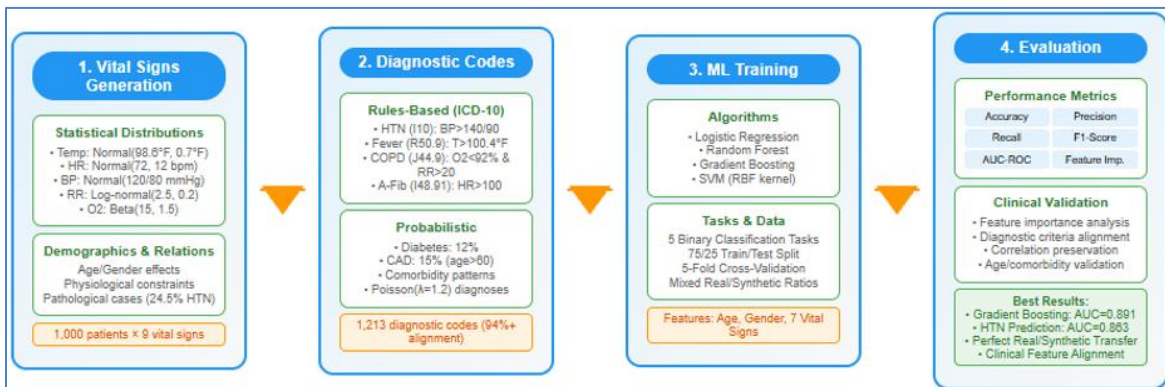 1. Vital Signs
Generation
Statistical Distributions
• Temp: Normal(98.6°F, 0.7°F)
• HR: Normal(72, 12 bpm)
• BP: Normal(120/80 mmHg)
• RR: Log-normal(2.5, 0.2)
• O2: Beta(15, 1.5)
Demographics & Relations
Age/Gender effects
Physiological constraints
Pathological cases (24.5% HTN)
1,000 patients × 9 vital signs
2. Diagnostic Codes
Rules-Based (ICD-10)
• HTN (I10): BP>140/90
• Fever (R50.9): T>100.4°F
• COPD (J44.9): O2<92% &
RR>20
• A-Fib (I48.91): HR>100
Probabilistic
• Diabetes: 12%
• CAD: 15% (age>60)
• Comorbidity patterns
• Poisson(λ=1.2) diagnoses
1,213 diagnostic codes (94%+
alignment)
3. ML Training
Algorithms
• Logistic Regression
• Random Forest
• Gradient Boosting
• SVM (RBF kernel)
Tasks & Data
5 Binary Classification Tasks
75/25 Train/Test Split
5-Fold Cross-Validation
Mixed Real/Synthetic Ratios
Features: Age, Gender, 7 Vital
Signs
4. Evaluation
Performance Metrics
Accuracy Precision
Recall F1-Score
AUC-ROC Feature Imp.
Clinical Validation
• Feature importance analysis
• Diagnostic criteria alignment
• Correlation preservation
• Age/comorbidity validation
Best Results:
• Gradient Boosting: AUC=0.891
• HTN Prediction: AUC=0.863
• Perfect Real/Synthetic Transfer
• Clinical Feature Alignment